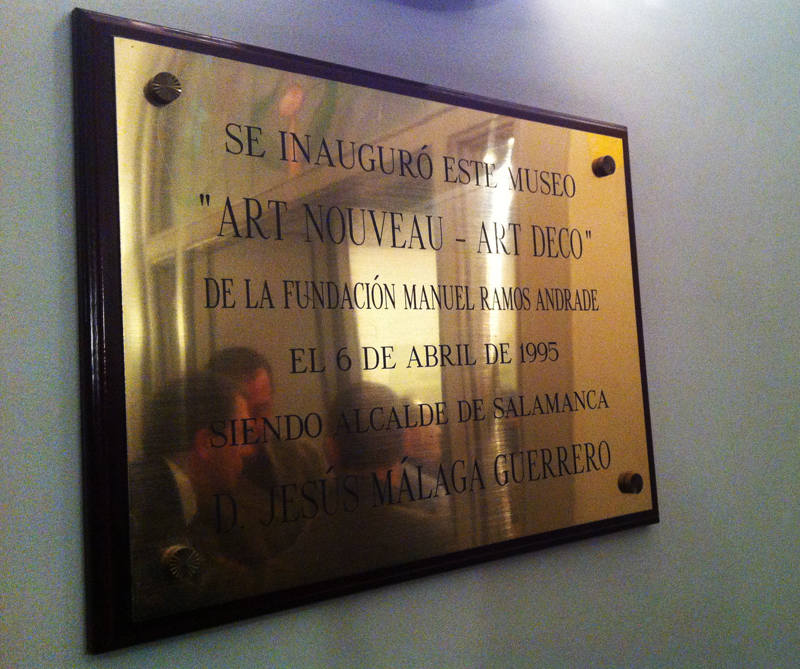 SE INAUGURÓ ESTE MUSEO
"ART NOUVEAU - ART DECO"
DE LA FUNDACIÓN MANUEL RAMOS ANDRADE
EL 6 DE ABRIL DE 1995
SIENDO ALCALDE DE SALAMANCA
D. JESÚS MÁLAGA GUERRERO